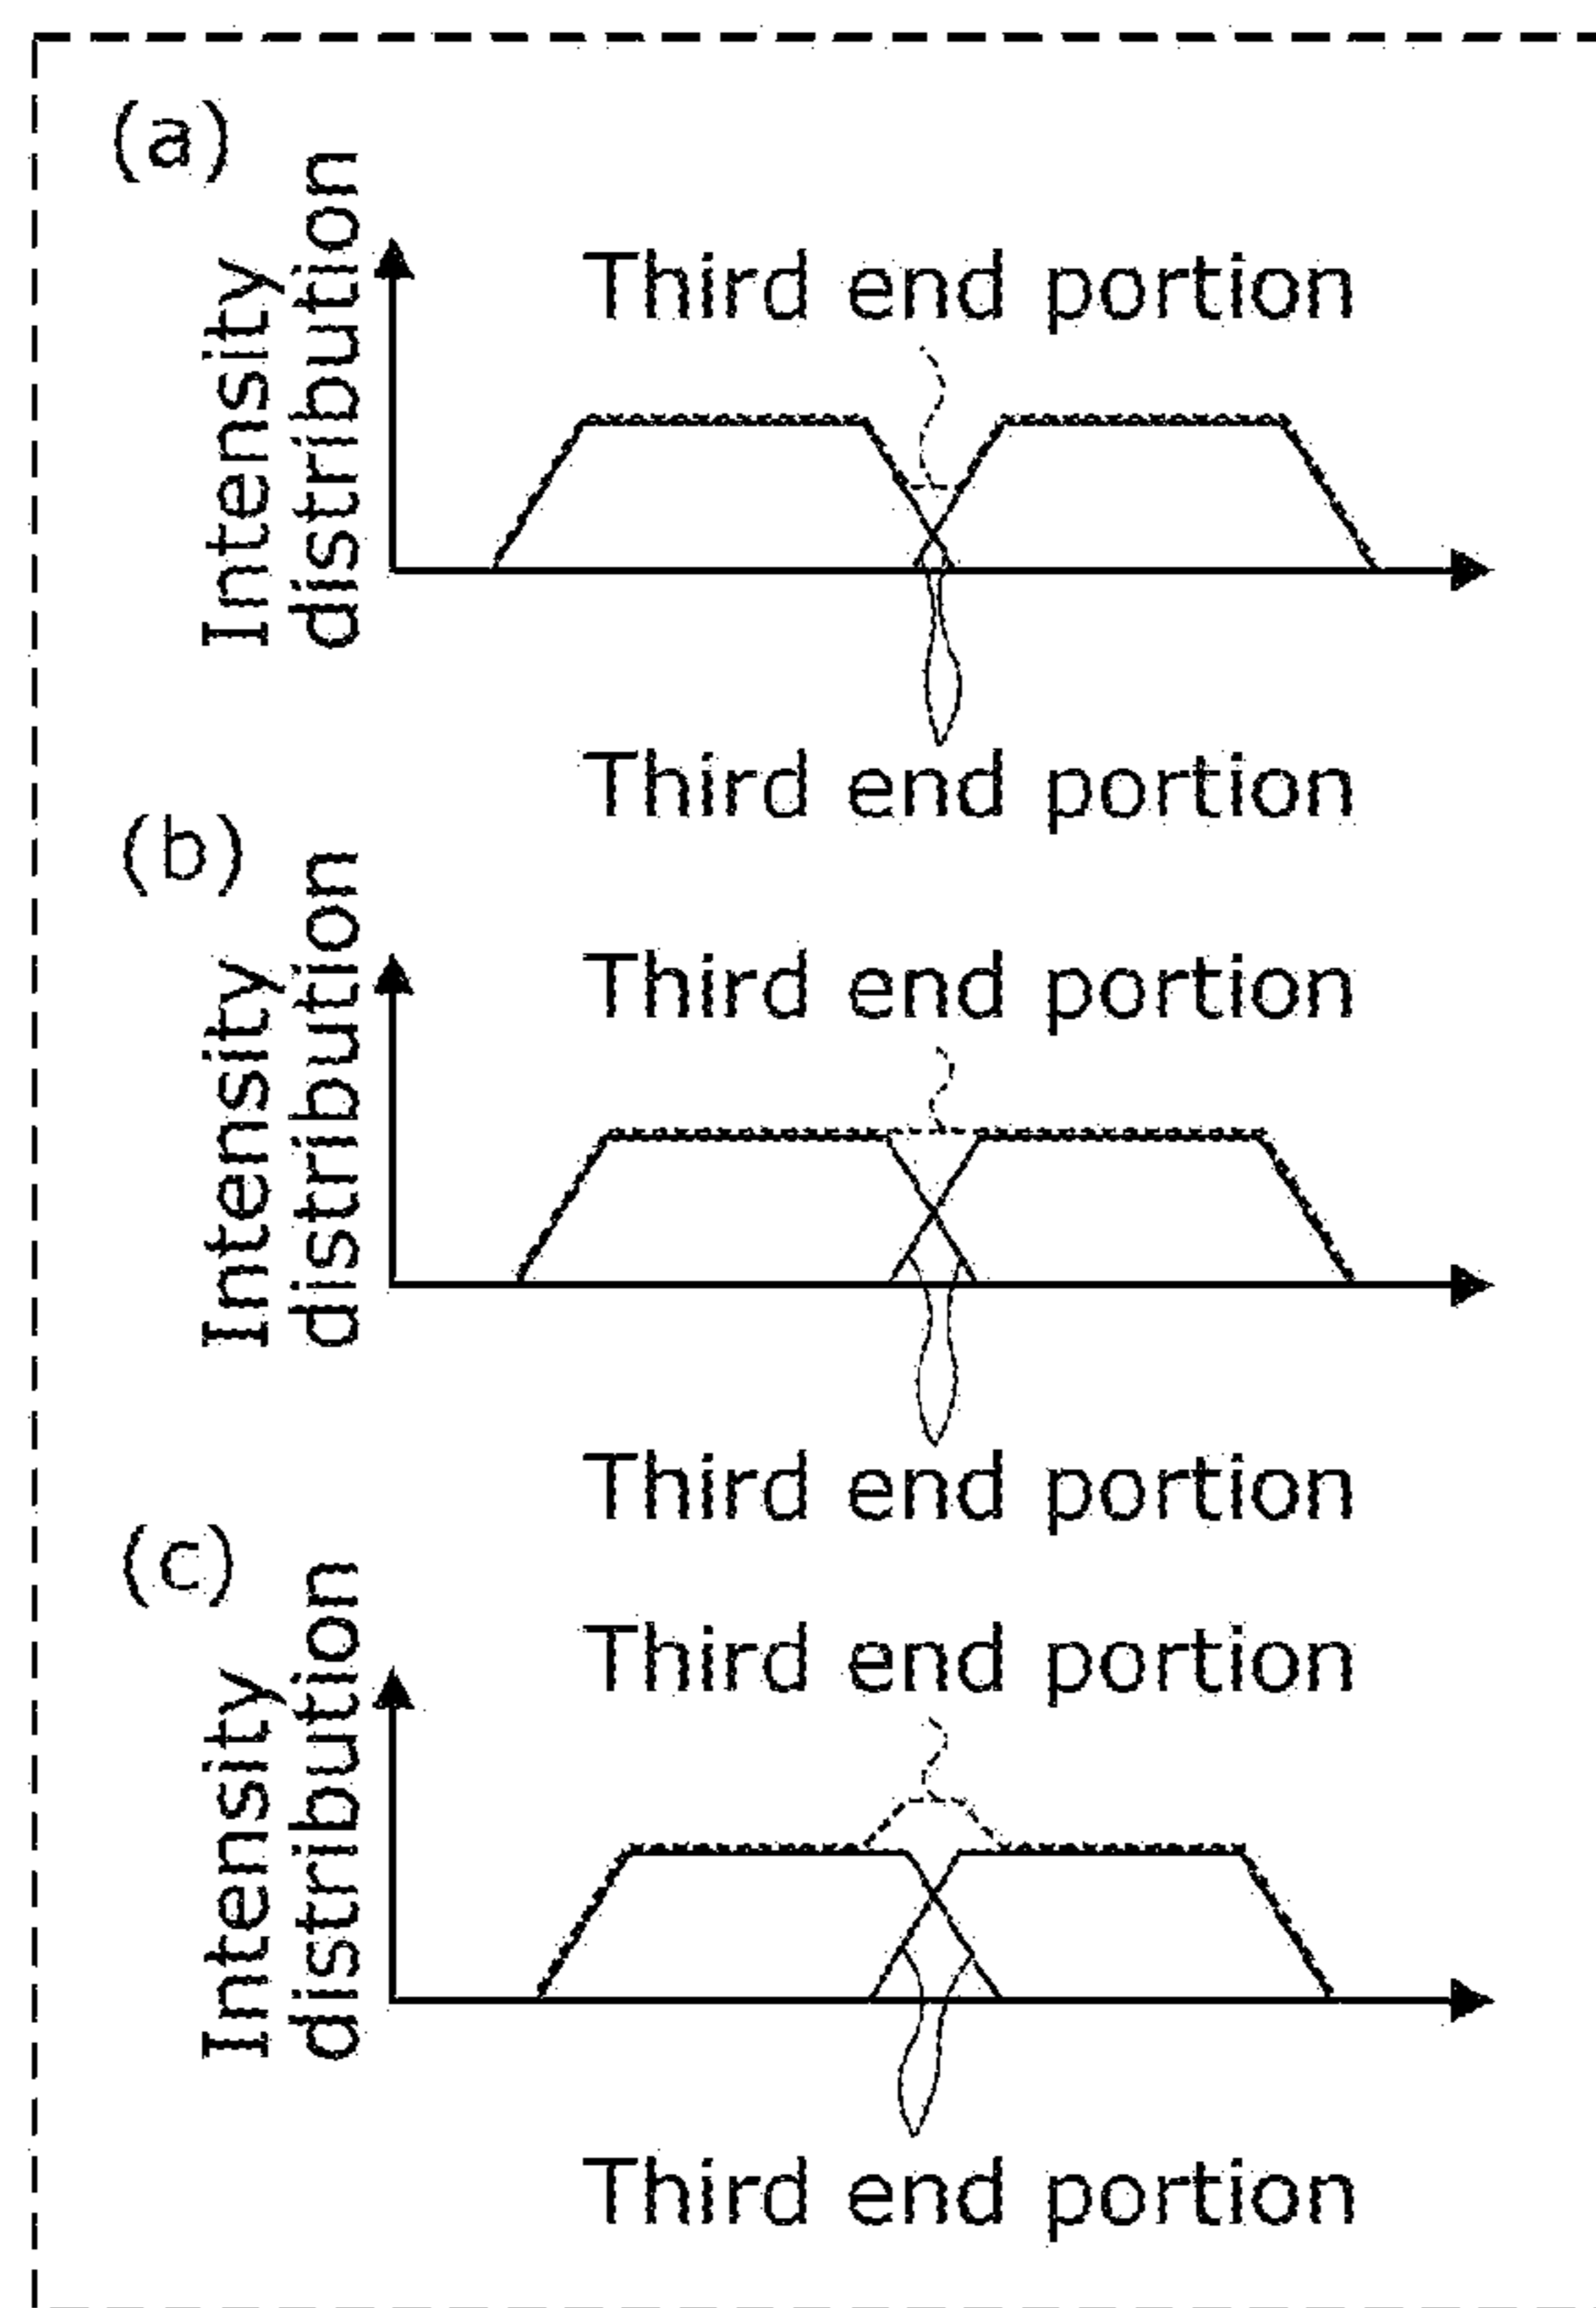 (a)
Intensity
distribution
Third end portion
Third end portion
(b)
Intensity
distribution
Third end portion
Third end portion
(c)
Intensity
distribution
Third end portion
Third end portion